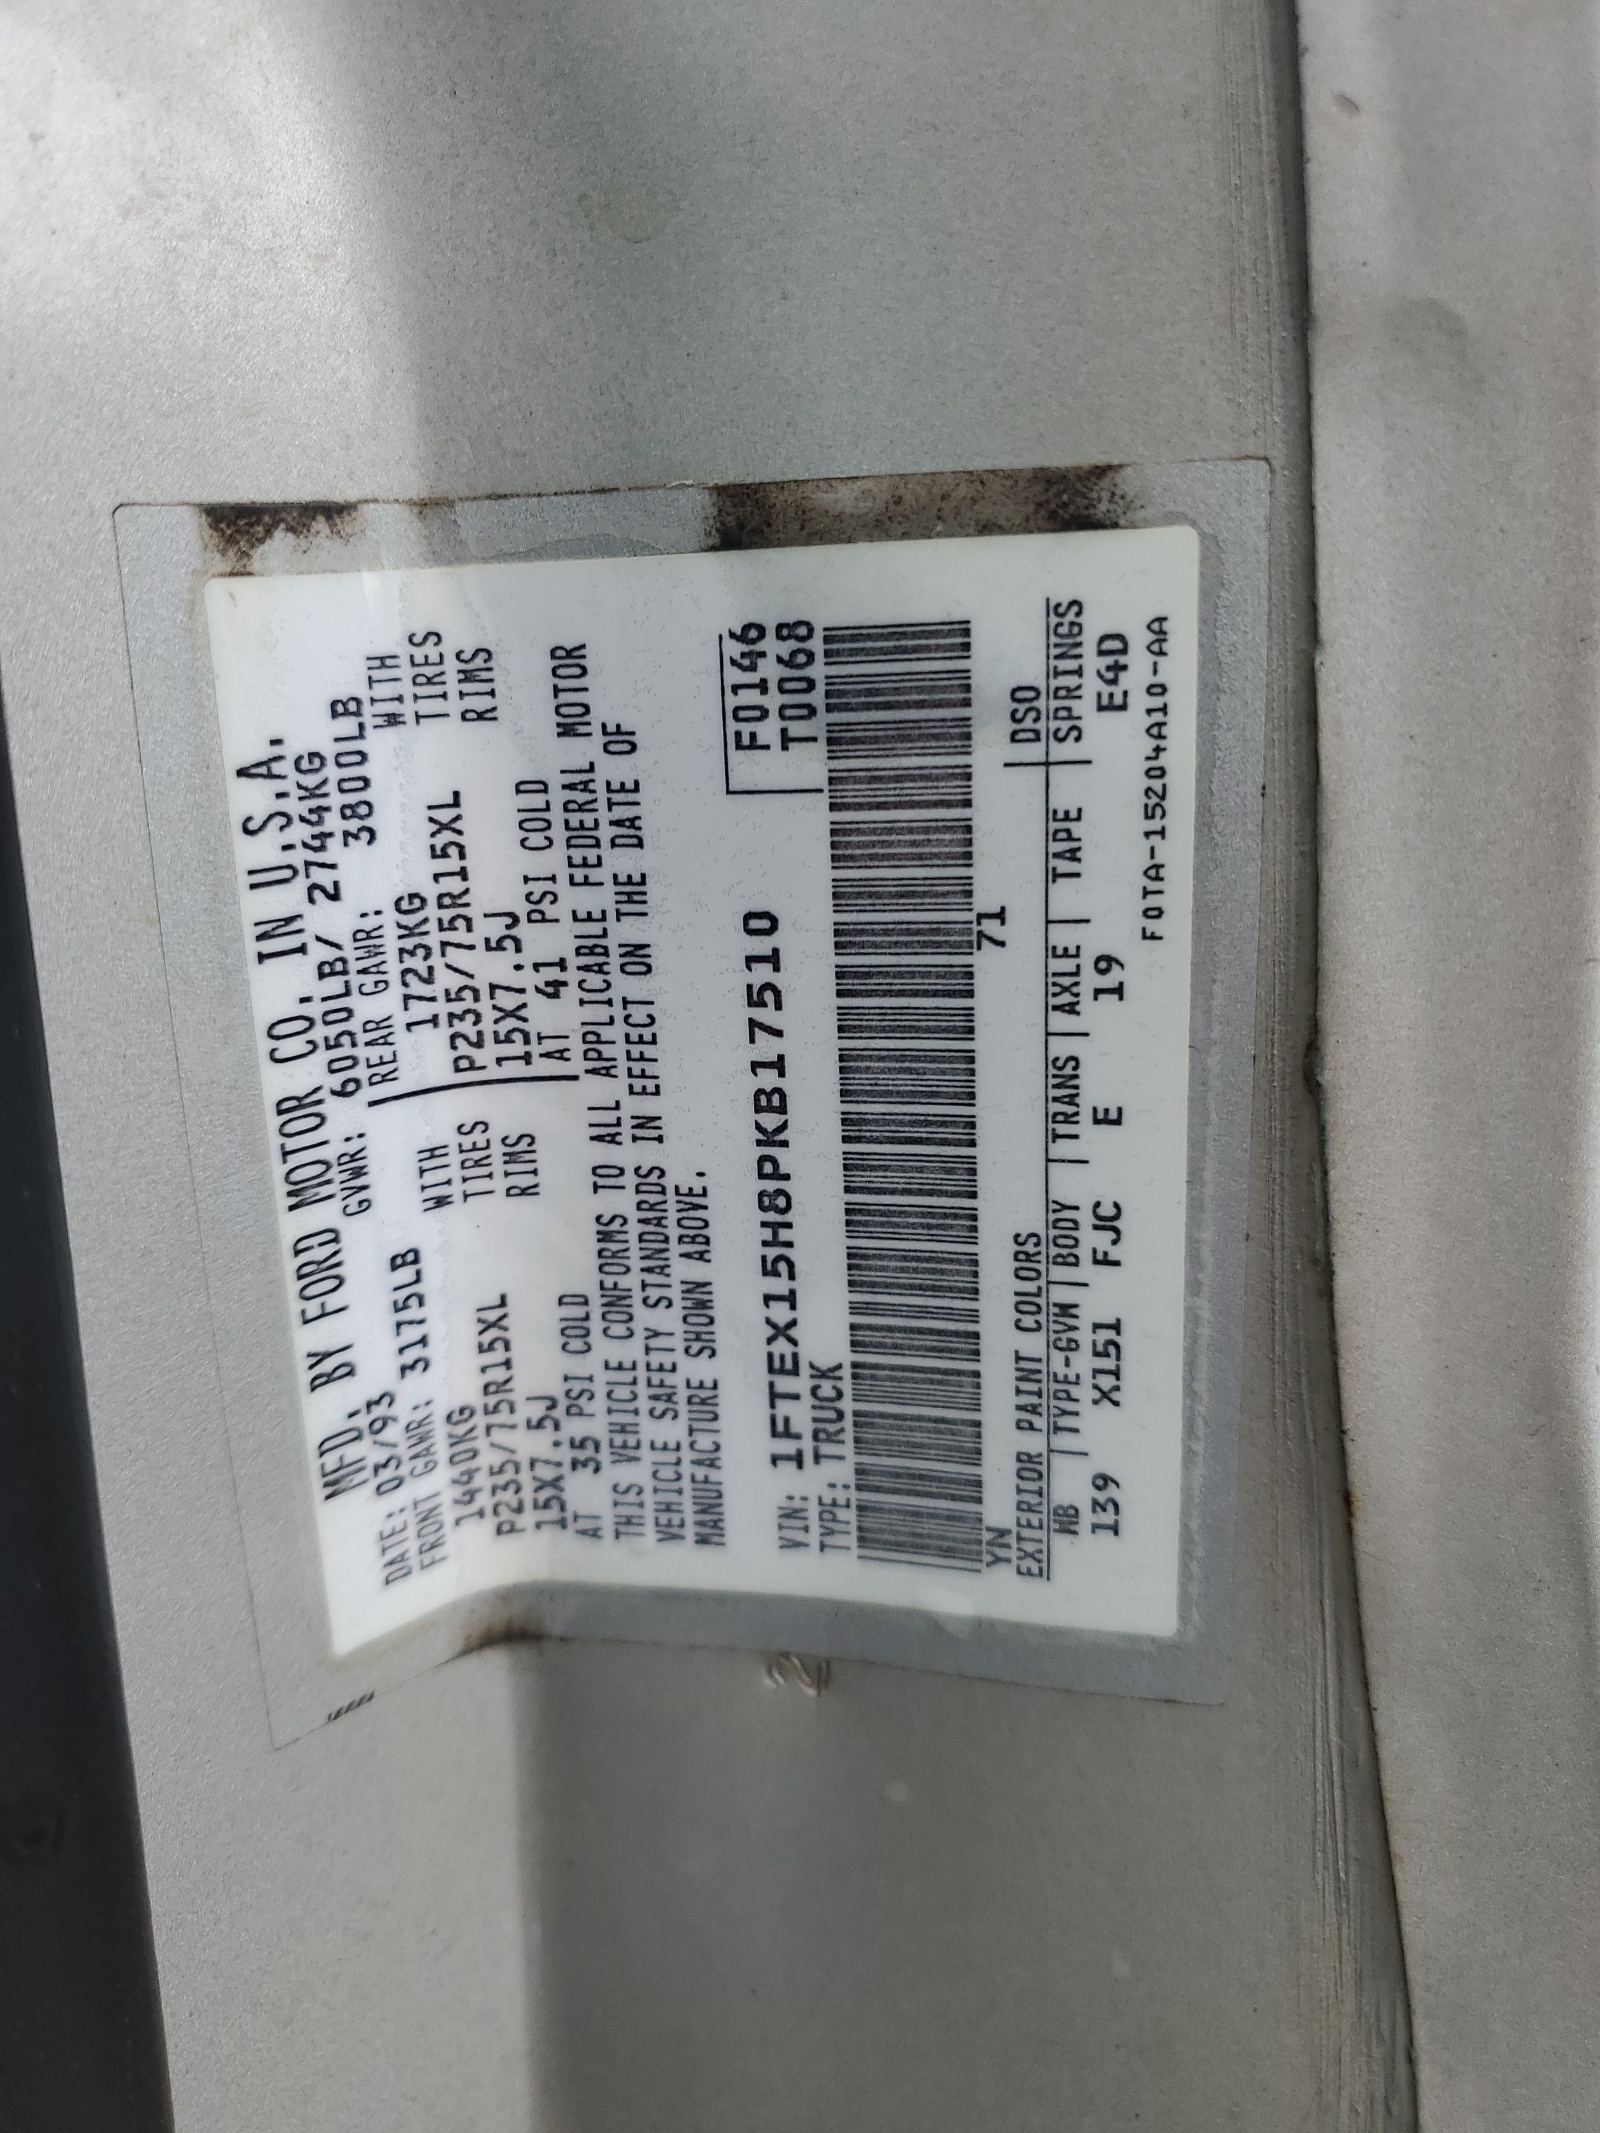 MFD. BY FORD MOTOR CO. IN U.S.A.
DATE: 03/93 GVWR: 6050LB/ 2744KG
FRONT GAWR: 3175LB REAR GAWR: 3800LB
1440KG WITH 1723KG WITH
P235/75R15XL TIRES P235/75R15XL TIRES
15X7.5J RIMS 15X7.5J RIMS
AT 35 PSI COLD AT 41 PSI COLD
THIS VEHICLE CONFORMS TO ALL APPLICABLE FEDERAL MOTOR
VEHICLE SAFETY STANDARDS IN EFFECT ON THE DATE OF
MANUFACTURE SHOWN ABOVE.
F0146
VIN: 1FTEX15H8PKB17510 T0068
TYPE: TRUCK
YN 71
EXTERIOR PAINT COLORS DSO
WB TYPE-GVW BODY TRANS AXLE TAPE SPRINGS
139 X151 FJC E 19 E4D
F0TA-15204A10-AA
2